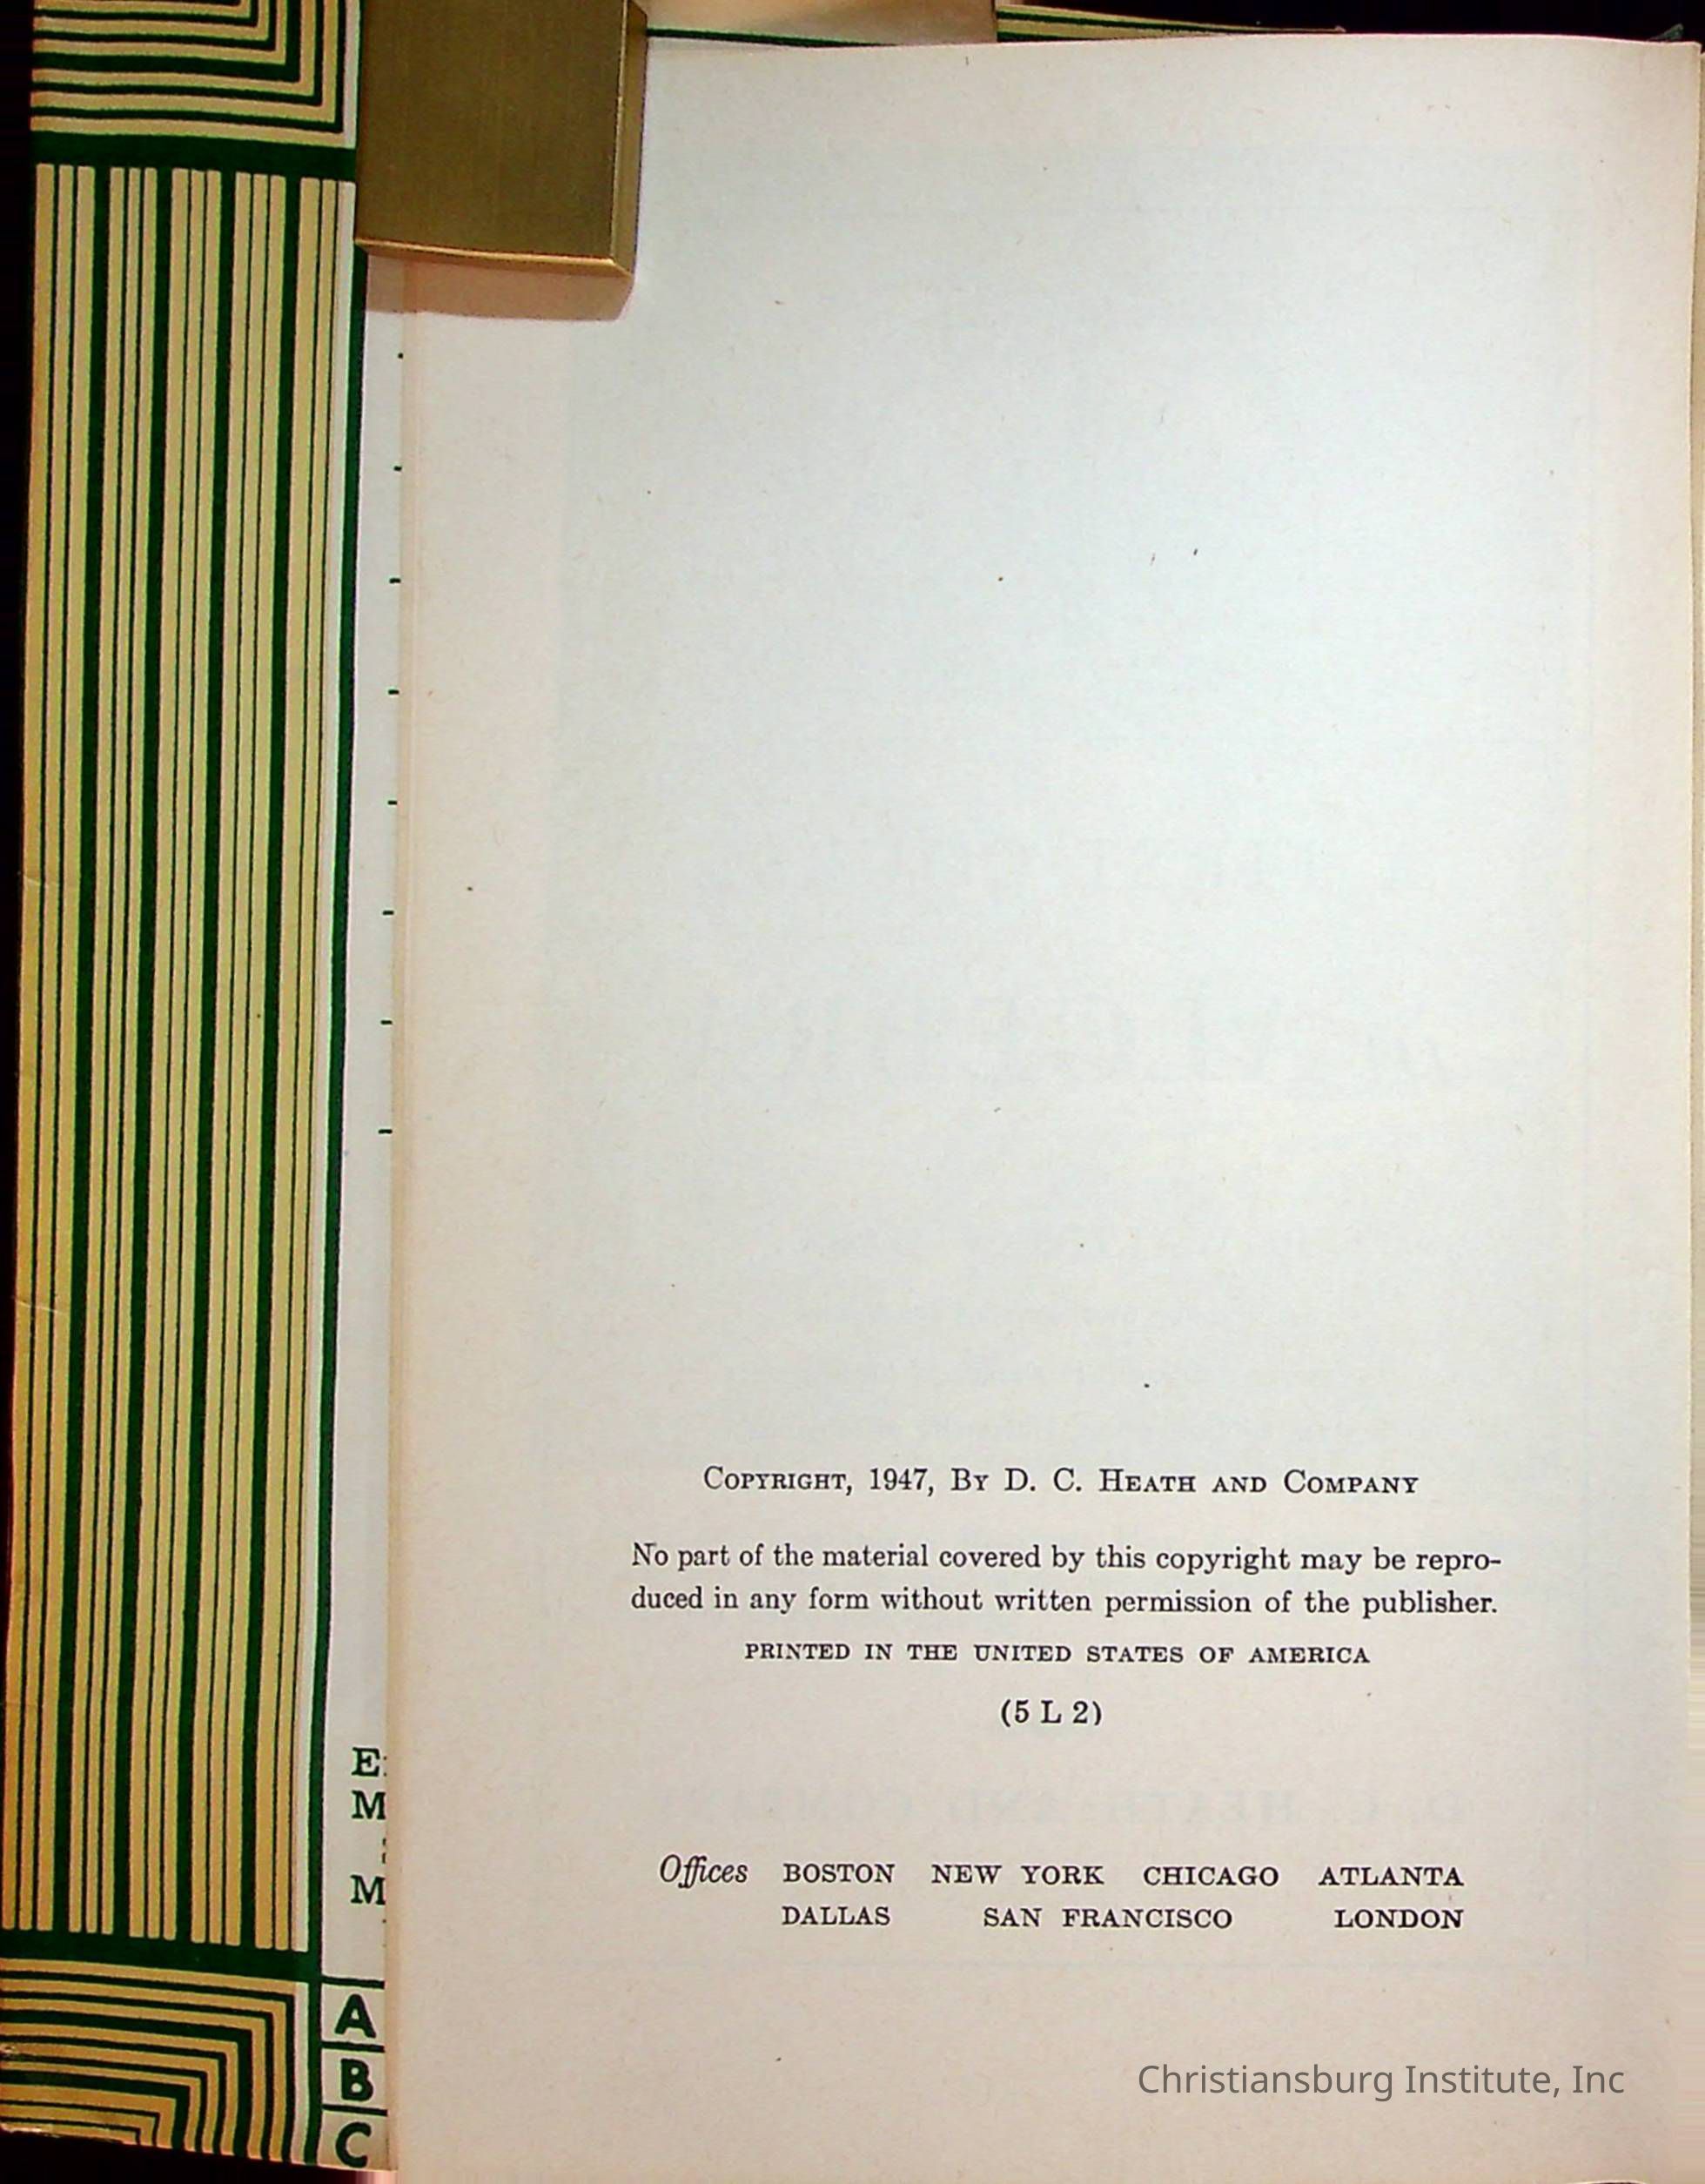 COPYRIGHT, 1947, BY D. C. HEATH AND COMPANY
No part of the material covered by this copyright may be repro-
duced in any form without written permission of the publisher.
PRINTED IN THE UNITED STATES OF AMERICA
(5 L 2)
E
M
M
Offices BOSTON NEW YORK CHICAGO ATLANTA
DALLAS SAN FRANCISCO LONDON
A
B
C
Christiansburg Institute, Inc